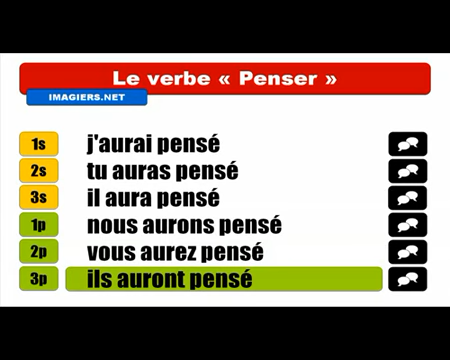 Le verbe « Penser »
IMAGIERS.NET
1s j'aurai pensé
2s tu auras pensé
3s il aura pensé
1p nous aurons pensé
2p vous aurez pensé
3p ils auront pensé